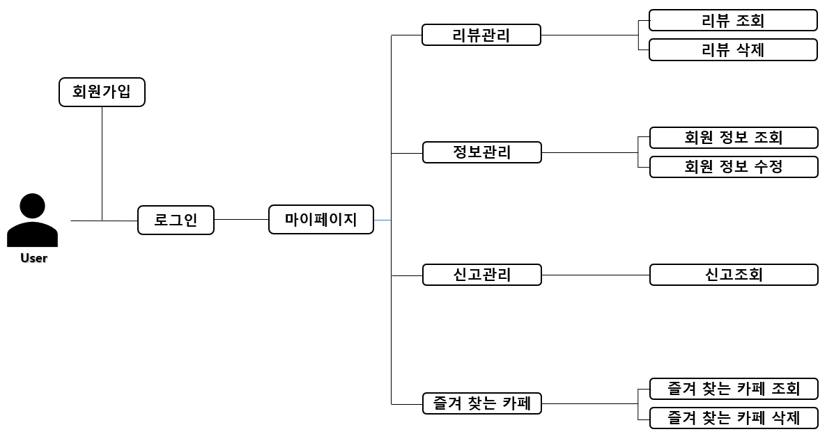 회원가입
User
로그인
마이페이지
리뷰관리
리뷰 조회
리뷰 삭제
정보관리
회원 정보 조회
회원 정보 수정
신고관리
신고조회
즐겨 찾는 카페
즐겨 찾는 카페 조회
즐겨 찾는 카페 삭제